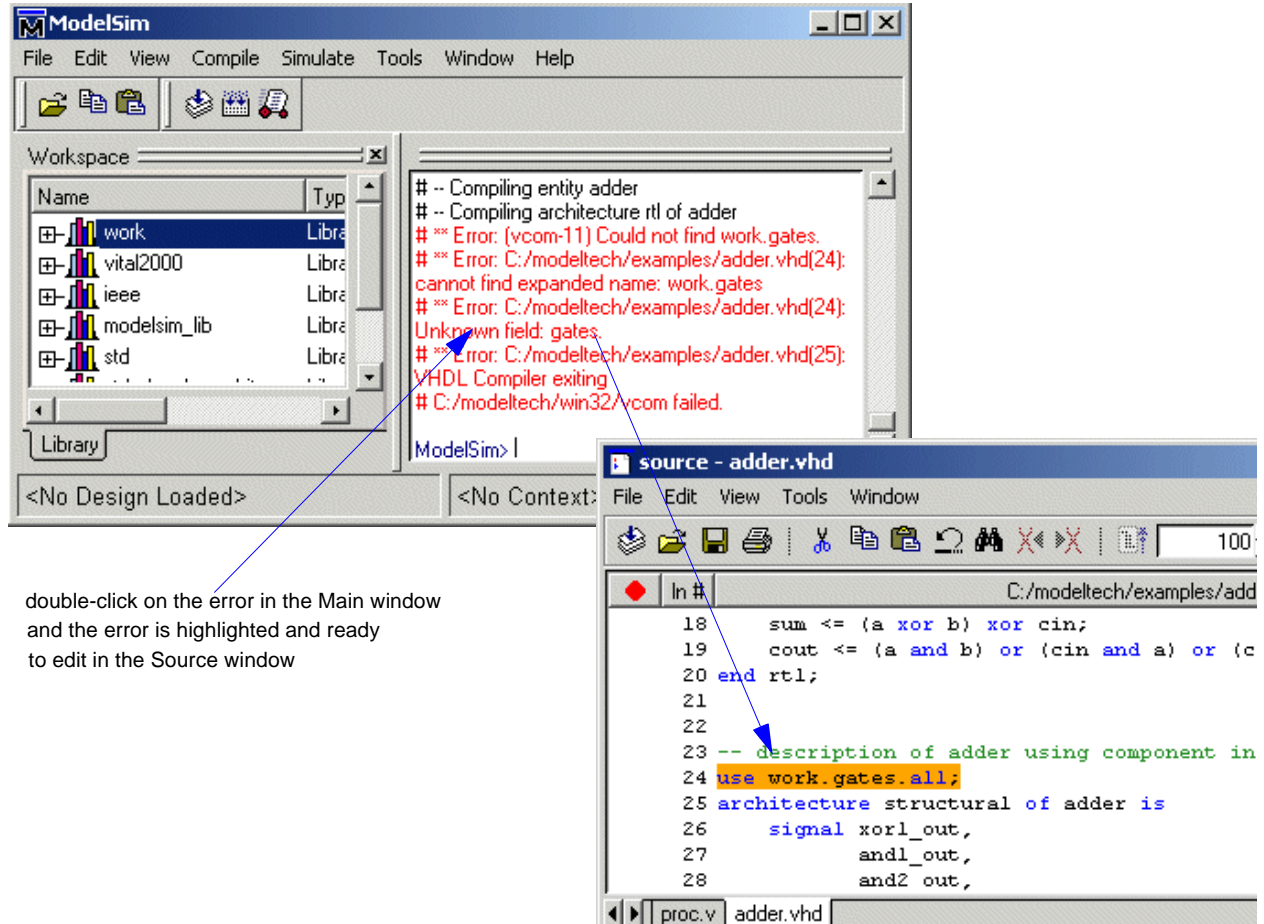 ModelSim
File Edit View Compile Simulate Tools Window Help
Workspace
Name Typ
work Libra
vital2000 Libra
ieee Libra
modelsim_lib Libra
std Libra
Library
# -- Compiling entity adder
# -- Compiling architecture rtl of adder
# ** Error: (vcom-11) Could not find work.gates.
# ** Error: C:/modeltech/examples/adder.vhd(24):
cannot find expanded name: work.gates
# ** Error: C:/modeltech/examples/adder.vhd(24):
Unknown field: gates.
# ** Error: C:/modeltech/examples/adder.vhd(25):
VHDL Compiler exiting
# C:/modeltech/win32/vcom failed.
ModelSim>
<No Design Loaded> <No Context>
double-click on the error in the Main window
and the error is highlighted and ready
to edit in the Source window
source - adder.vhd
File Edit View Tools Window
100
ln # C:/modeltech/examples/add
18 sum <= (a xor b) xor cin;
19 cout <= (a and b) or (cin and a) or (c
20 end rtl;
21
22
23 -- description of adder using component in
24 use work.gates.all;
25 architecture structural of adder is
26 signal xor1_out,
27 and1_out,
28 and2_out,
proc.v adder.vhd